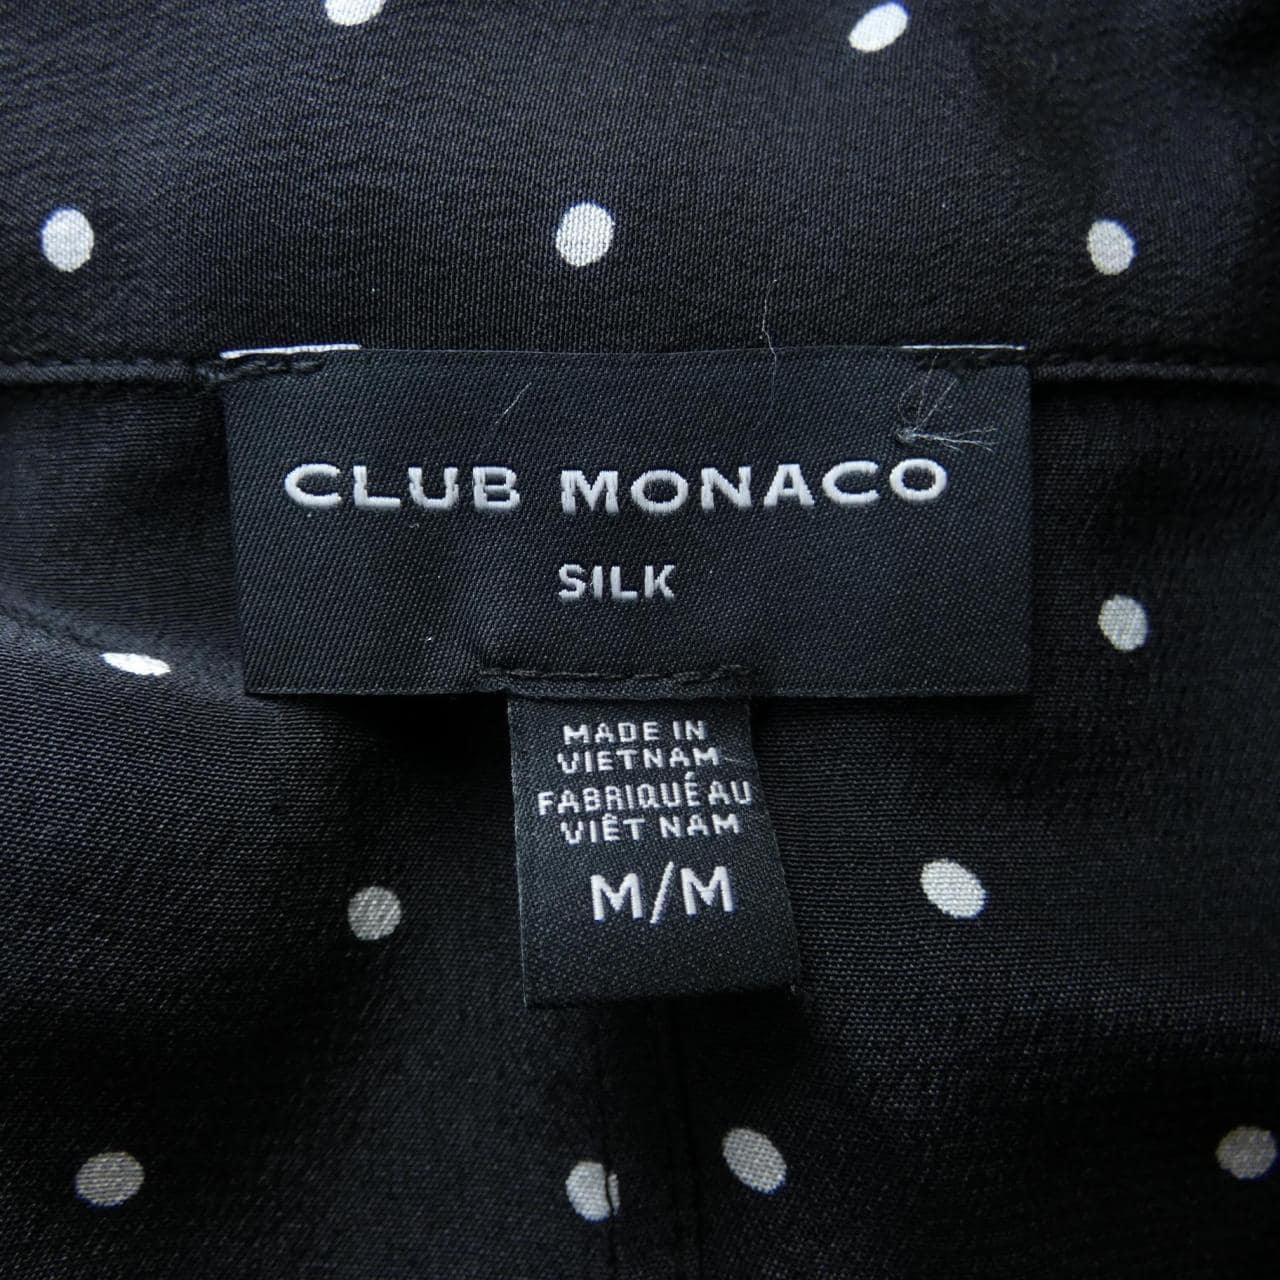 CLUB MONACO
SILK
MADE IN
VIETNAM
FABRIQUÉ AU
VIÊT NAM
M/M